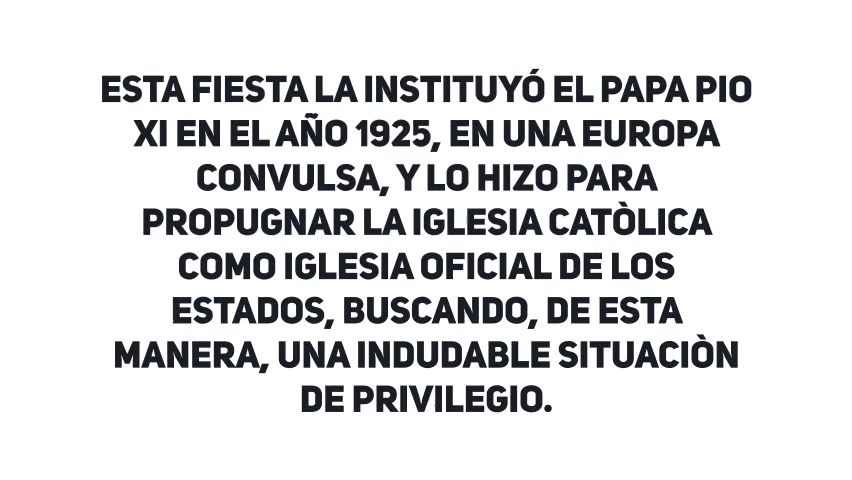 ESTA FIESTA LA INSTITUYÓ EL PAPA PIO
XI EN EL AÑO 1925, EN UNA EUROPA
CONVULSA, Y LO HIZO PARA
PROPUGNAR LA IGLESIA CATÒLICA
COMO IGLESIA OFICIAL DE LOS
ESTADOS, BUSCANDO, DE ESTA
MANERA, UNA INDUDABLE SITUACIÒN
DE PRIVILEGIO.